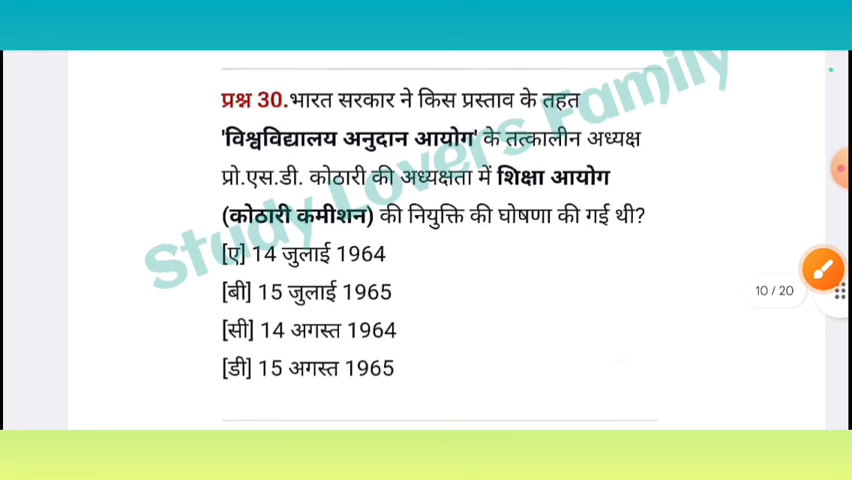 प्रश्न 30.भारत सरकार ने किस प्रस्ताव के तहत
'विश्वविद्यालय अनुदान आयोग' के तत्कालीन अध्यक्ष
प्रो.एस.डी. कोठारी की अध्यक्षता में शिक्षा आयोग
(कोठारी कमीशन) की नियुक्ति की घोषणा की गई थी?
[ए] 14 जुलाई 1964
[बी] 15 जुलाई 1965
[सी] 14 अगस्त 1964
[डी] 15 अगस्त 1965
10 / 20
Study Lovers Family